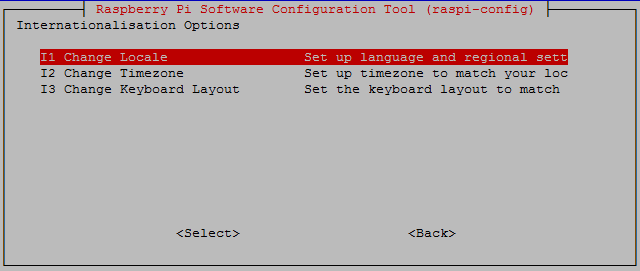 Raspberry Pi Software Configuration Tool (raspi-config)
Internationalisation Options
I1 Change Locale Set up language and regional sett
I2 Change Timezone Set up timezone to match your loc
I3 Change Keyboard Layout Set the keyboard layout to match
<Select> <Back>